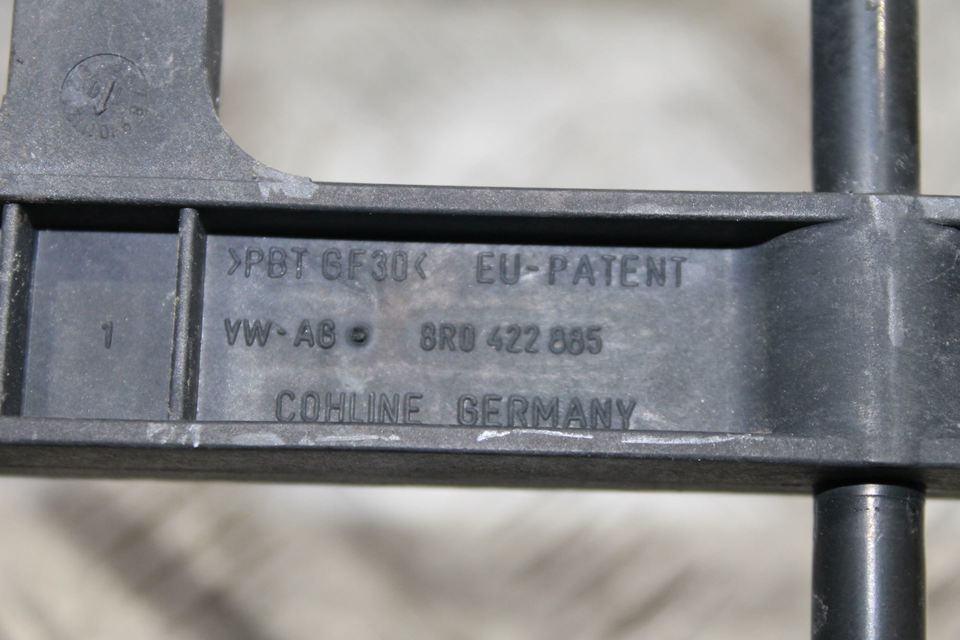 >PBT GF30< EU-PATENT
1
VW-AG 8R0 422 885
COHLINE GERMANY